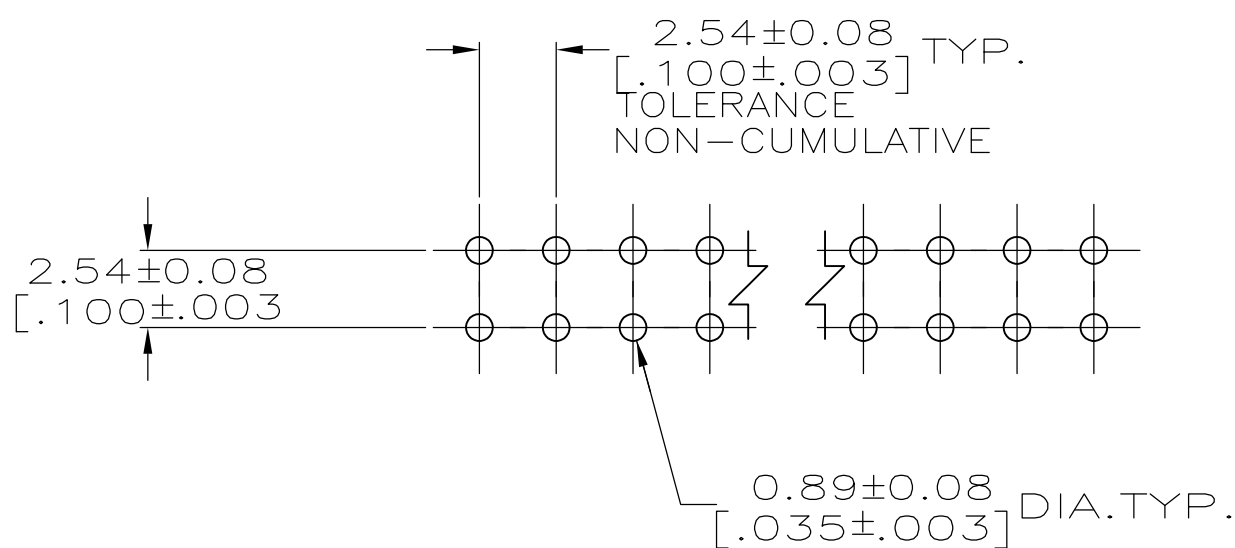 2.54±0.08
[.100±.003] TYP.
TOLERANCE
NON-CUMULATIVE
2.54±0.08
[.100±.003
0.89±0.08
[.035±.003] DIA.TYP.